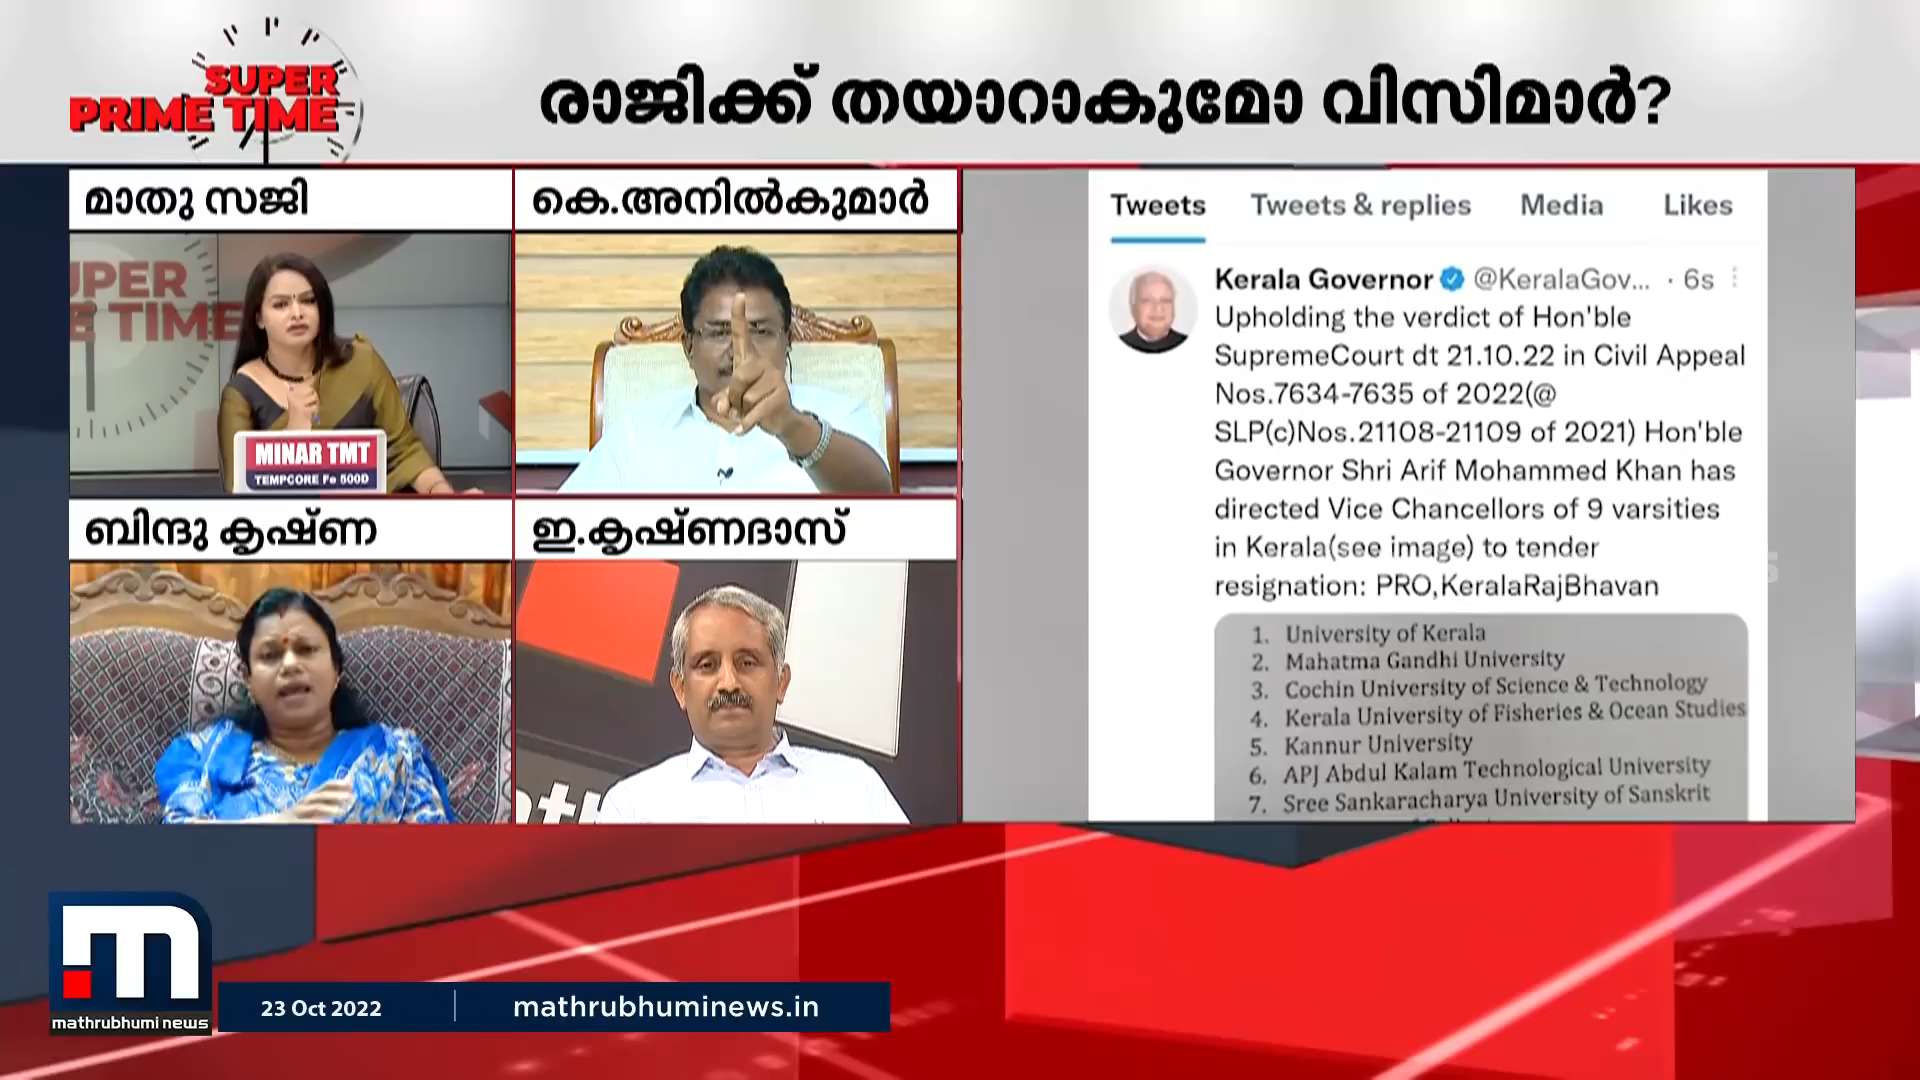 SUPER
PRIME TIME
രാജിക്ക് തയാറാകുമോ വിസിമാർ?
മാതു സജി
കെ.അനിൽകുമാർ
UPER
E TIME
MINAR TMT
TEMPCORE Fe 500D
ബിന്ദു കൃഷ്ണ
ഇ.കൃഷ്ണദാസ്
Tweets Tweets & replies Media Likes
Kerala Governor @KeralaGov... · 6s
Upholding the verdict of Hon'ble
SupremeCourt dt 21.10.22 in Civil Appeal
Nos.7634-7635 of 2022(@
SLP(c)Nos.21108-21109 of 2021) Hon'ble
Governor Shri Arif Mohammed Khan has
directed Vice Chancellors of 9 varsities
in Kerala(see image) to tender
resignation: PRO,KeralaRajBhavan
1. University of Kerala
2. Mahatma Gandhi University
3. Cochin University of Science & Technology
4. Kerala University of Fisheries & Ocean Studies
5. Kannur University
6. APJ Abdul Kalam Technological University
7. Sree Sankaracharya University of Sanskrit
mathrubhumi news
23 Oct 2022
mathrubhuminews.in